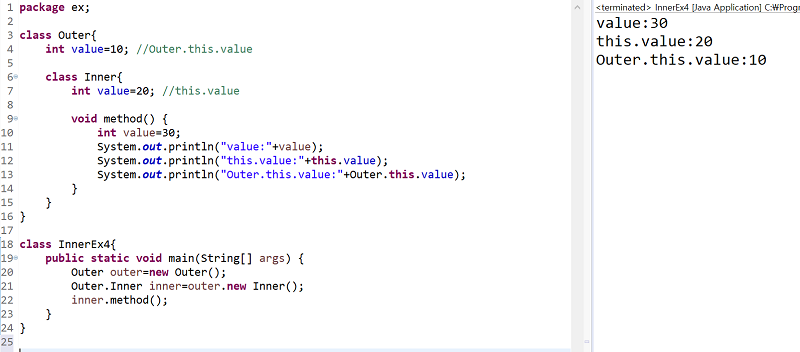 1 package ex;
2
3 class Outer{
4     int value=10; //Outer.this.value
5
6     class Inner{
7         int value=20; //this.value
8
9         void method() {
10             int value=30;
11             System.out.println("value:"+value);
12             System.out.println("this.value:"+this.value);
13             System.out.println("Outer.this.value:"+Outer.this.value);
14         }
15     }
16 }
17
18 class InnerEx4{
19     public static void main(String[] args) {
20         Outer outer=new Outer();
21         Outer.Inner inner=outer.new Inner();
22         inner.method();
23     }
24 }
25
<terminated> InnerEx4 [Java Application] C:₩Progr
value:30
this.value:20
Outer.this.value:10